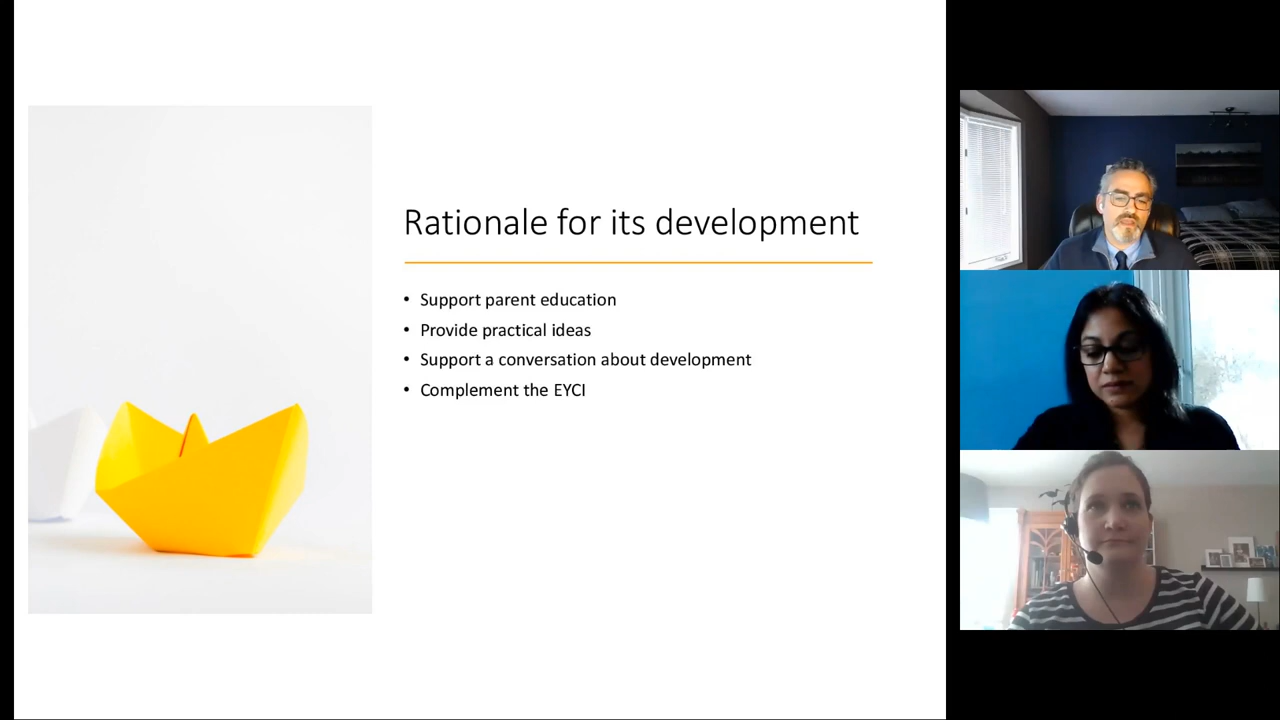 Rationale for its development
• Support parent education
• Provide practical ideas
• Support a conversation about development
• Complement the EYCI